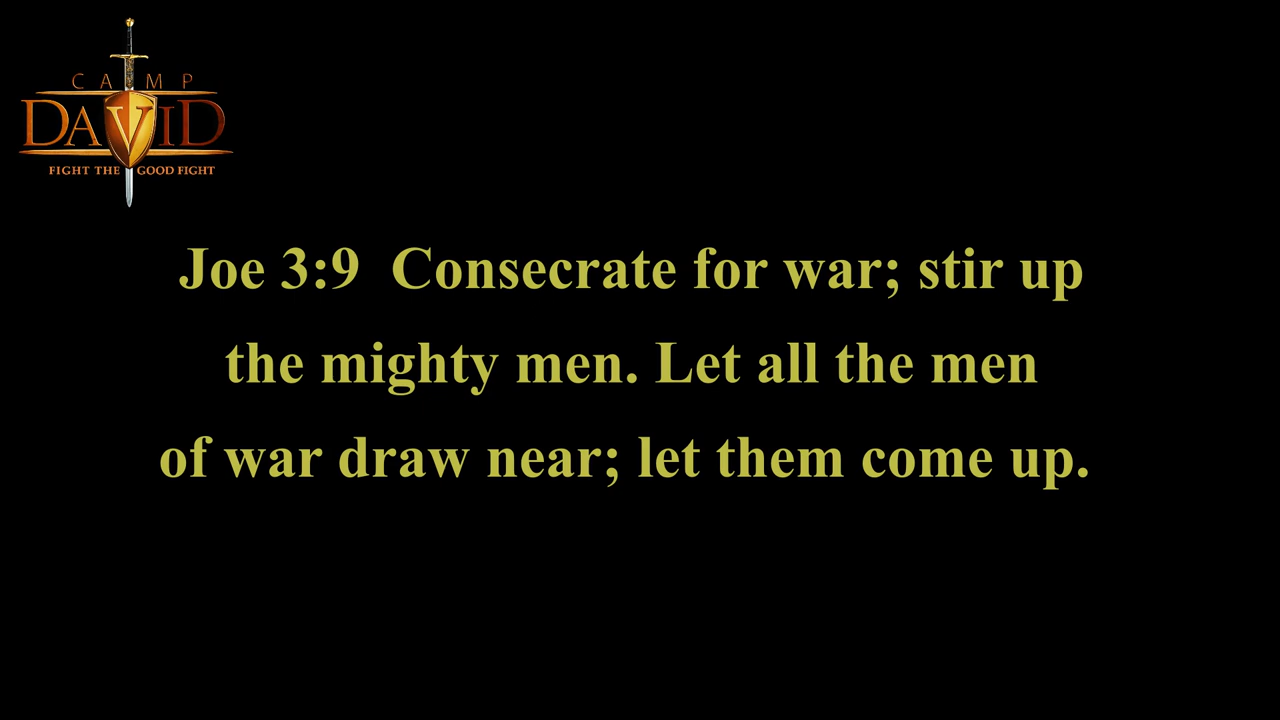 CAMP
DAVID
FIGHT THE GOOD FIGHT
Joe 3:9  Consecrate for war; stir up
the mighty men. Let all the men
of war draw near; let them come up.